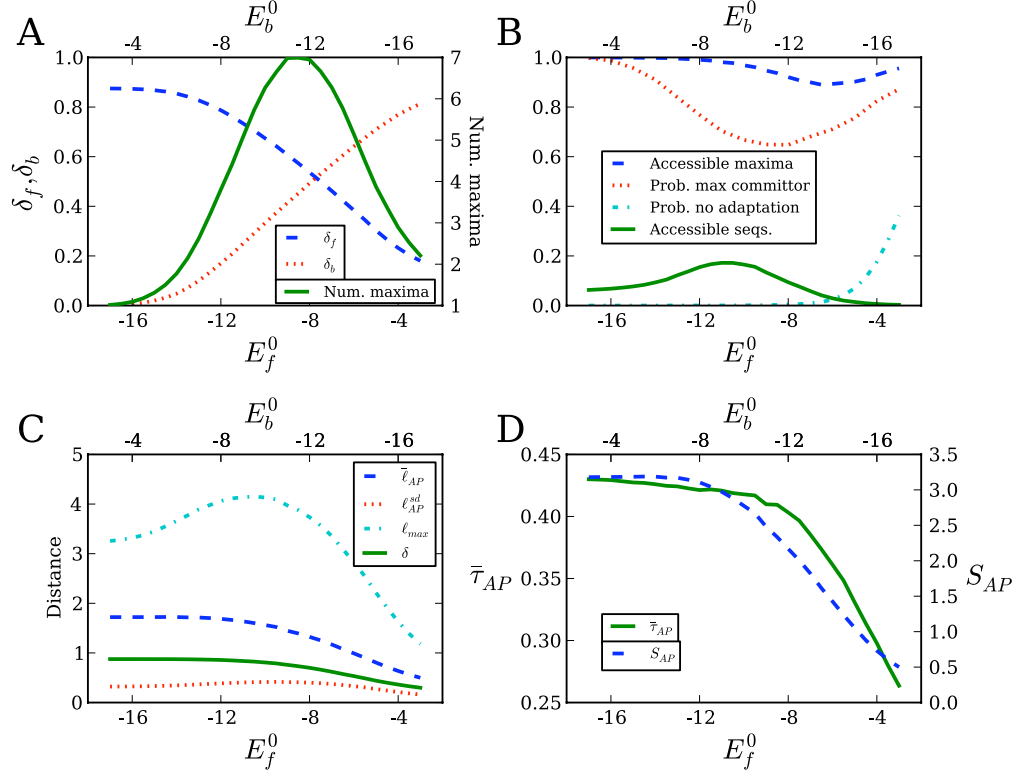 A
E_b^0
-4 -8 -12 -16
1.0 0.8 0.6 0.4 0.2 0.0
δ_f, δ_b
7 6 5 4 3 2 1
Num. maxima
δ_f
δ_b
Num. maxima
-16 -12 -8 -4
E_f^0
B
E_b^0
-4 -8 -12 -16
1.0 0.8 0.6 0.4 0.2 0.0
Accessible maxima
Prob. max committor
Prob. no adaptation
Accessible seqs.
-16 -12 -8 -4
E_f^0
C
E_b^0
-4 -8 -12 -16
5 4 3 2 1 0
Distance
ℓ̄_AP
ℓ_AP^sd
ℓ_max
δ
-16 -12 -8 -4
E_f^0
D
E_b^0
-4 -8 -12 -16
0.45 0.40 0.35 0.30 0.25
τ̄_AP
3.5 3.0 2.5 2.0 1.5 1.0 0.5 0.0
S_AP
τ̄_AP
S_AP
-16 -12 -8 -4
E_f^0